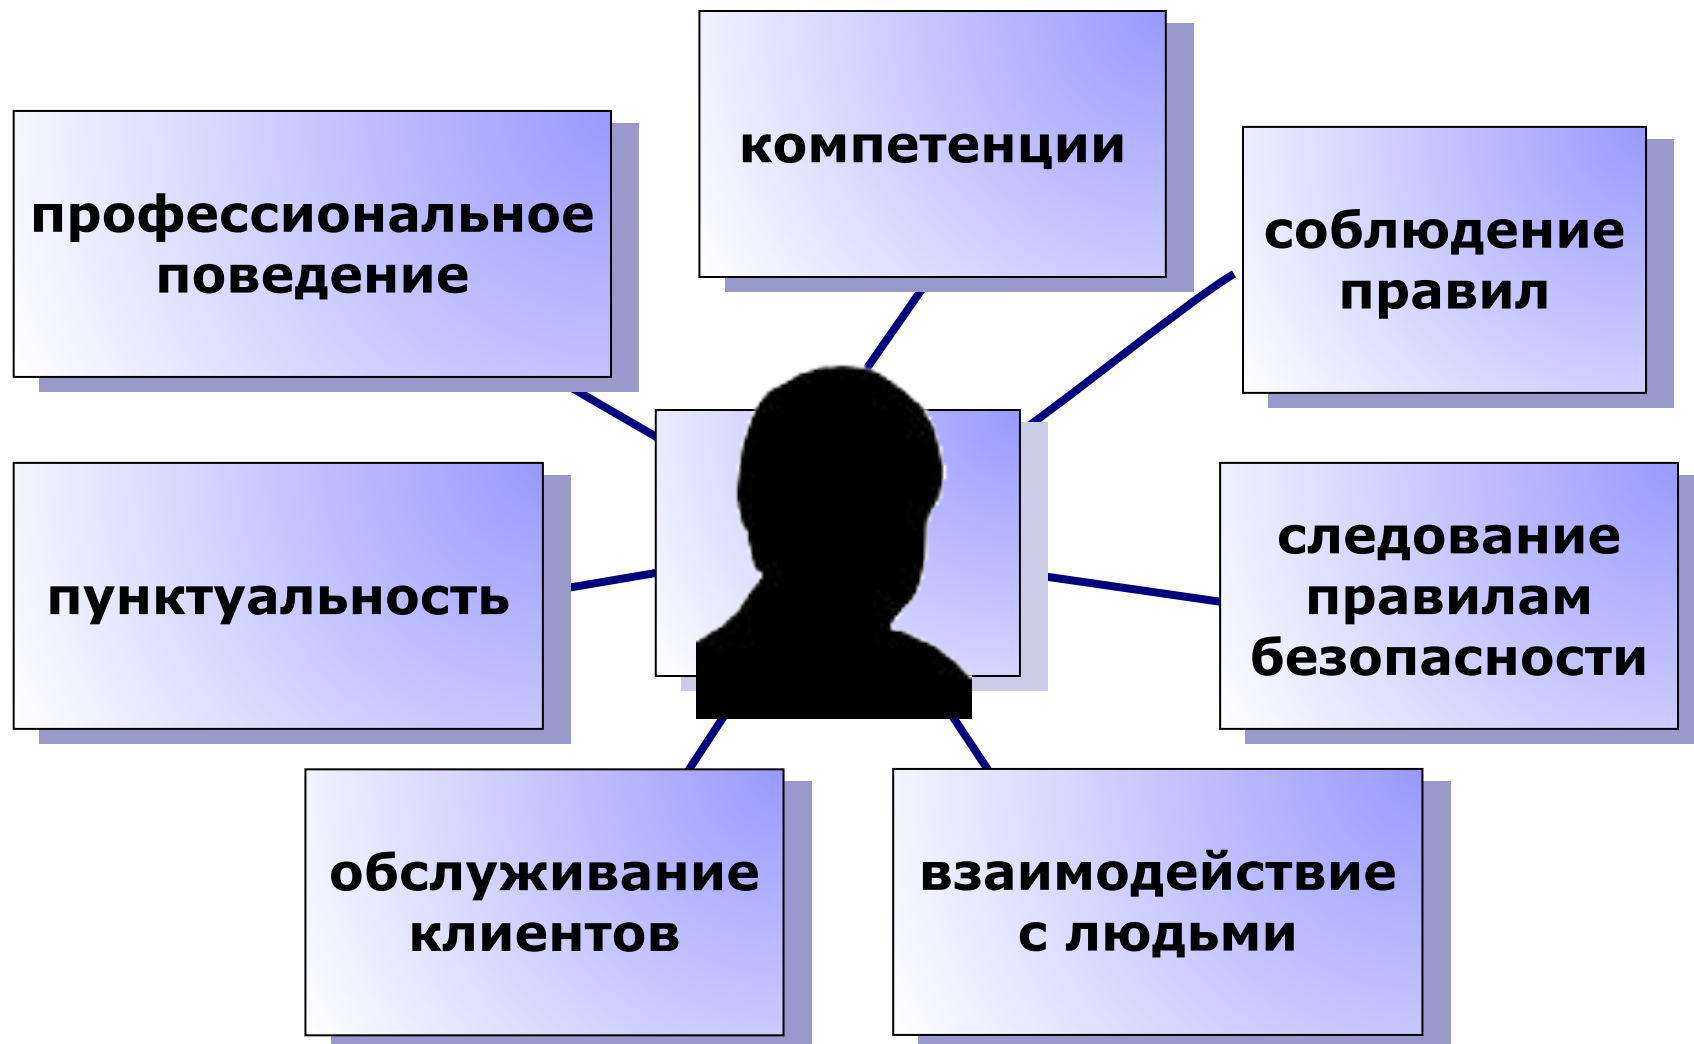 компетенции
профессиональное
поведение
соблюдение
правил
пунктуальность
следование
правилам
безопасности
обслуживание
клиентов
взаимодействие
с людьми